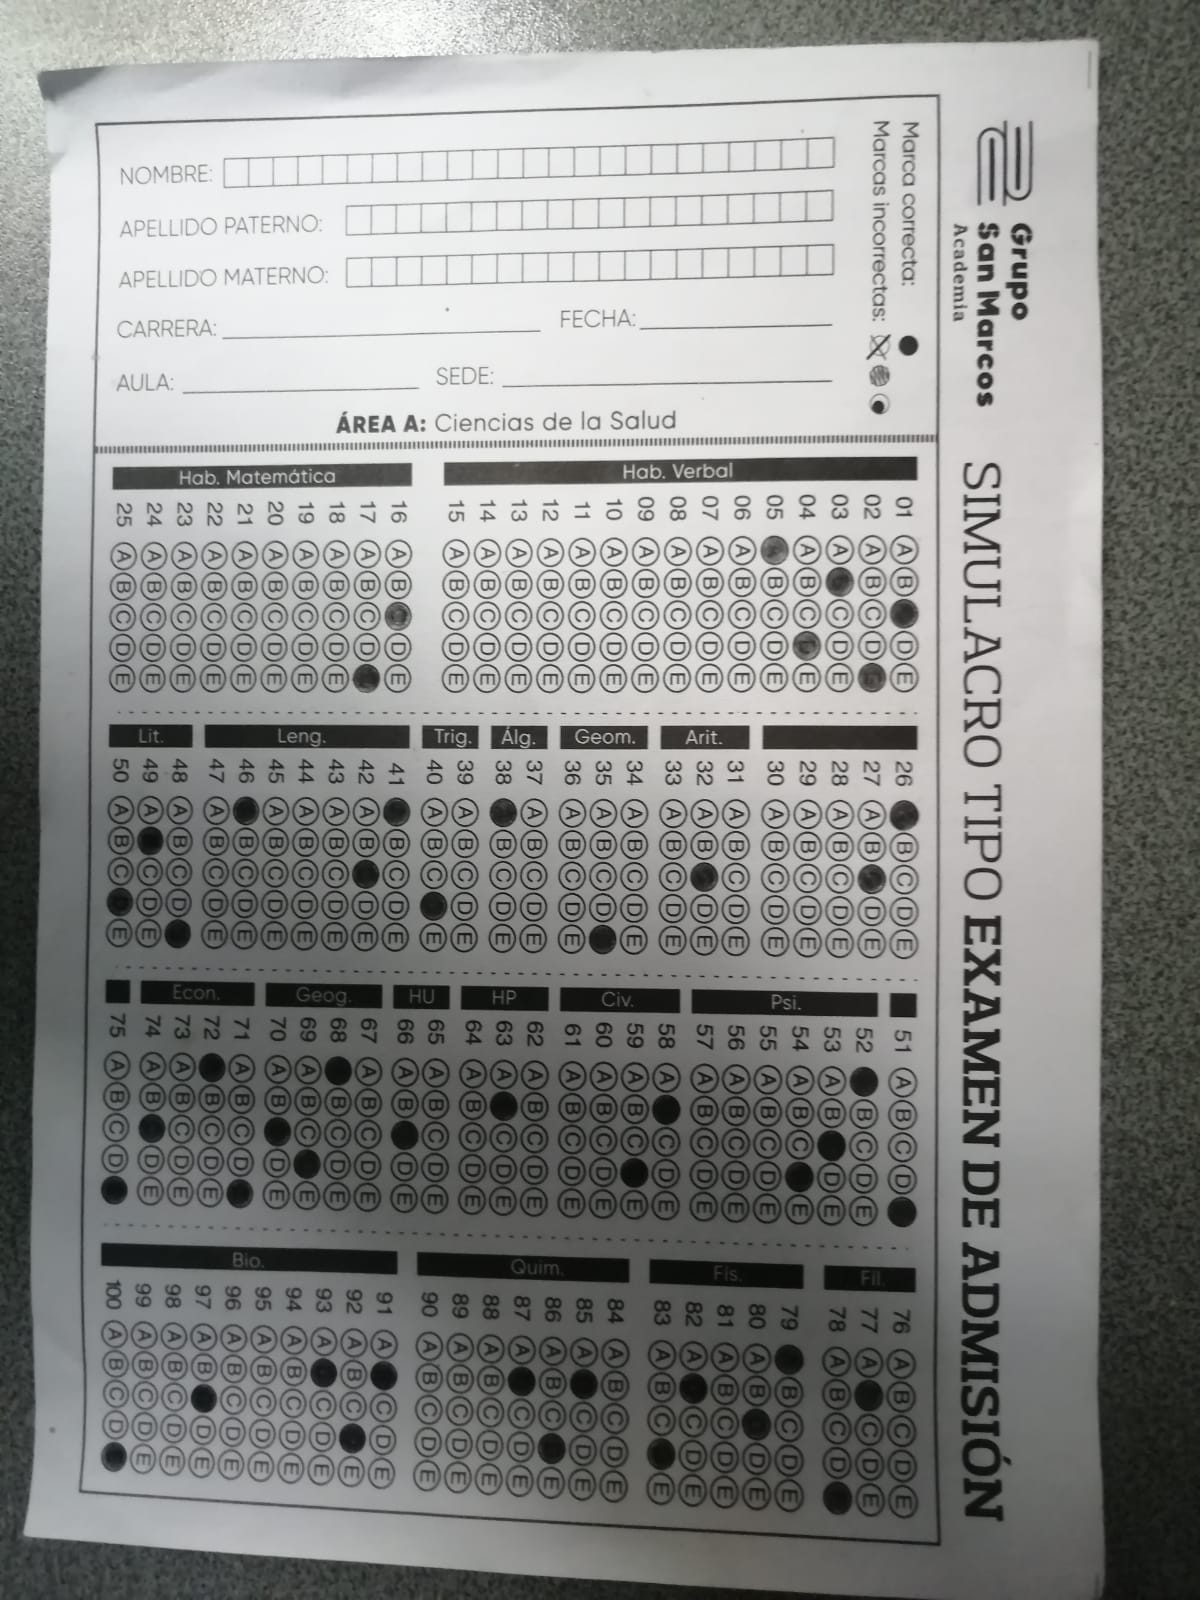 Grupo
San Marcos
Academia
SIMULACRO TIPO EXAMEN DE ADMISIÓN
Marca correcta:
Marcas incorrectas:
NOMBRE:
APELLIDO PATERNO:
APELLIDO MATERNO:
CARRERA: FECHA:
AULA: SEDE:
ÁREA A: Ciencias de la Salud
Hab. Verbal
01 A B D E
02 A B C D
03 A C D E
04 A B C E
05 B C D E
06 A B C D E
07 A B C D E
08 A B C D E
09 A B C D E
10 A B C D E
11 A B C D E
12 A B C D E
13 A B C D E
14 A B C D E
15 A B C D E
Hab. Matemática
16 A B D E
17 A B C D
18 A B C D E
19 A B C D E
20 A B C D E
21 A B C D E
22 A B C D E
23 A B C D E
24 A B C D E
25 A B C D E
26 B C D E
27 A B D E
28 A B C D E
29 A B C D E
30 A B C D E
Arit.
31 A B C D E
32 A B D E
33 A B C D E
Geom.
34 A B C D E
35 A B C D
36 A B C D E
Álg.
37 A B C D E
38 B C D E
Trig.
39 A B C D E
40 A B C E
Leng.
41 B C D E
42 A B D E
43 A B C D E
44 A B C D E
45 A B C D E
46 B C D E
47 A B C D E
Lit.
48 A B C D
49 A C D E
50 A B C E
51 A B C D
Psi.
52 B C D E
53 A B D E
54 A B C E
55 A B C D E
56 A B C D E
57 A B C D E
Civ.
58 A C D E
59 A B C E
60 A B C D E
61 A B C D E
HP
62 A B C D E
63 A C D E
64 A B C D E
HU
65 A B C D E
66 A B D E
Geog.
67 A B C D E
68 B C D E
69 A B C E
70 A B D E
Econ.
71 A B C D
72 B C D E
73 A B C D E
74 A B D E
75 A B C D
Fil.
76 A B C D E
77 A C D E
78 A B C D
Fís.
79 B C D E
80 A B D E
81 A B C D E
82 A C D E
83 A B C E
Quim.
84 A B C D E
85 A C D E
86 A B C E
87 A C D E
88 A B C D E
89 A B C D E
90 A B C D E
Bio.
91 A C D E
92 A B C E
93 A C D E
94 A B C D E
95 A B C D E
96 A B C D E
97 A B D E
98 A B C D E
99 A B C D E
100 A B C D